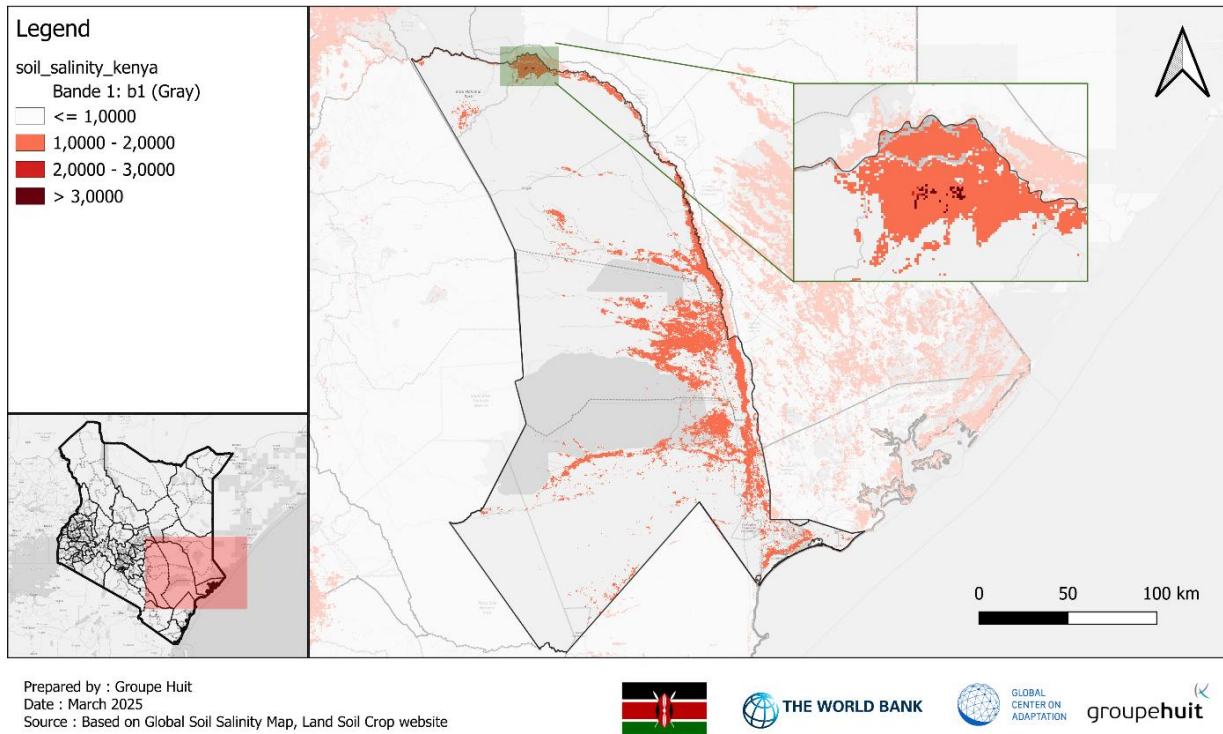 Legend
soil_salinity_kenya
Bande 1: b1 (Gray)
<= 1,0000
1,0000 - 2,0000
2,0000 - 3,0000
> 3,0000
0 50 100 km
Prepared by : Groupe Huit
Date : March 2025
Source : Based on Global Soil Salinity Map, Land Soil Crop website
THE WORLD BANK
GLOBAL
CENTER ON
ADAPTATION
groupehuit